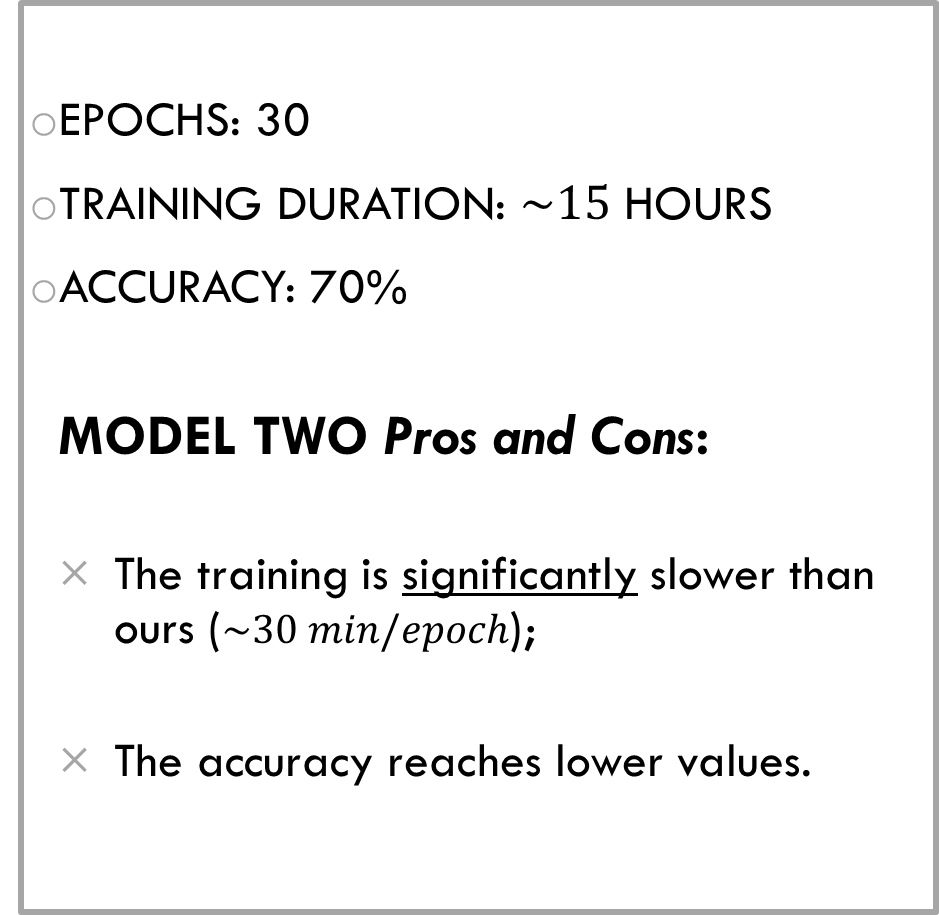 ○EPOCHS: 30
○TRAINING DURATION: ~15 HOURS
○ACCURACY: 70%
MODEL TWO Pros and Cons:
× The training is significantly slower than
ours (~30 min/epoch);
× The accuracy reaches lower values.